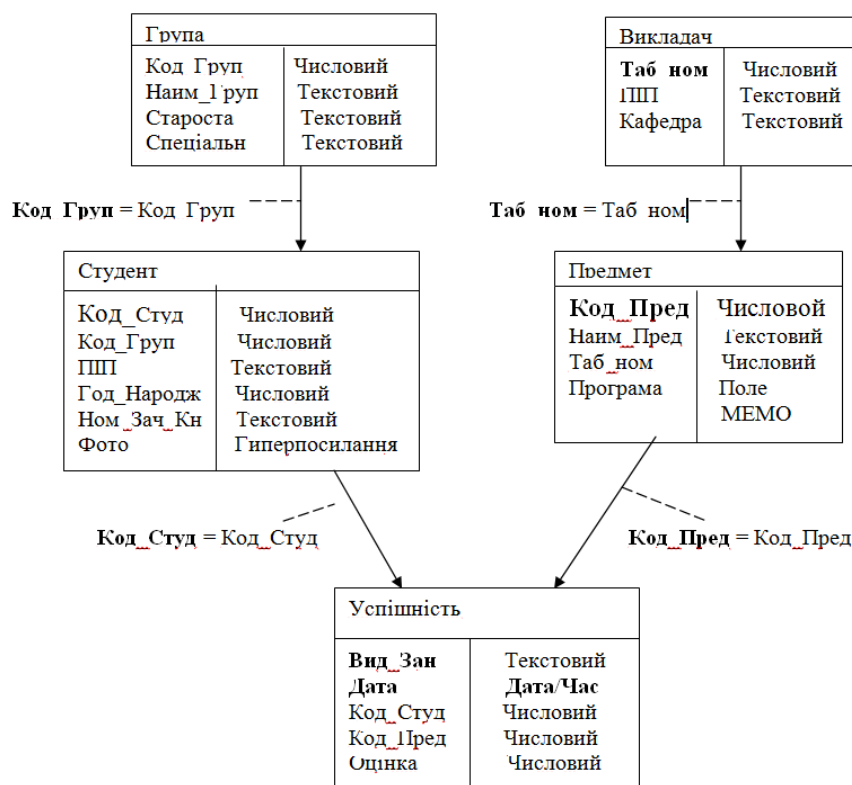 Група
Код_Груп Числовий
Наим_Груп Текстовий
Староста Текстовий
Спеціальн Текстовий
Викладач
Таб_ном Числовий
ПІП Текстовий
Кафедра Текстовий
Код_Груп = Код_Груп
Таб_ном = Таб_ном
Студент
Код_Студ Числовий
Код_Груп Числовий
ПІП Текстовий
Год_Народж Числовий
Ном_Зач_Кн Текстовий
Фото Гиперпосилання
Предмет
Код_Пред Числовой
Наим_Пред Текстовий
Таб_ном Числовий
Програма Поле
МЕМО
Код_Студ = Код_Студ
Код_Пред = Код_Пред
Успішність
Вид_Зан Текстовий
Дата Дата/Час
Код_Студ Числовий
Код_Пред Числовий
Оцінка Числовий